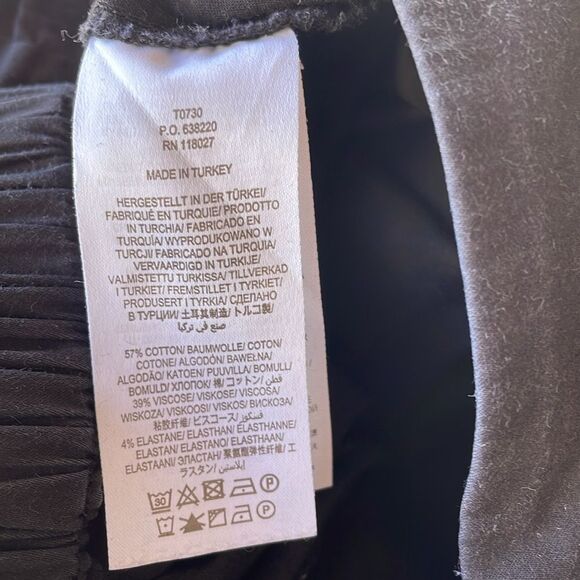 T0730
P.O. 638220
RN 118027
MADE IN TURKEY
HERGESTELLT IN DER TÜRKEI/
FABRIQUÉ EN TURQUIE/ PRODOTTO
IN TURCHIA/ FABRICADO EN
TURQUÍA/ WYPRODUKOWANO W
TURCJI/ FABRICADO NA TURQUIA/
VERVAARDIGD IN TURKIJE/
VALMISTETTU TURKISSA/ TILLVERKAD
I TURKIET/ FREMSTILLET I TYRKIET/
PRODUSERT I TYRKIA/ СДЕЛАНО
В ТУРЦИИ/ 土耳其制造/ トルコ製/
صنع في تركيا
57% COTTON/ BAUMWOLLE/ COTON/
COTONE/ ALGODÓN/ BAWEŁNA/
ALGODÃO/ KATOEN/ PUUVILLA/ BOMULL/
BOMULD/ ХЛОПОК/ 棉/ コットン/ قطن
39% VISCOSE/ VISKOSE/ VISCOSA/
WISKOZA/ VISKOOSI/ VISKOS/ ВИСКОЗА/
粘胶纤维/ ビスコース/ فسكوز
4% ELASTANE/ ELASTHAN/ ÉLASTHANNE/
ELASTAN/ ELASTANO/ ELASTHAAN/
ELASTAANI/ ЭЛАСТАН/ 聚氨酯弹性纤维/ エ
ラスタン/ إيلاستين
30 P
P